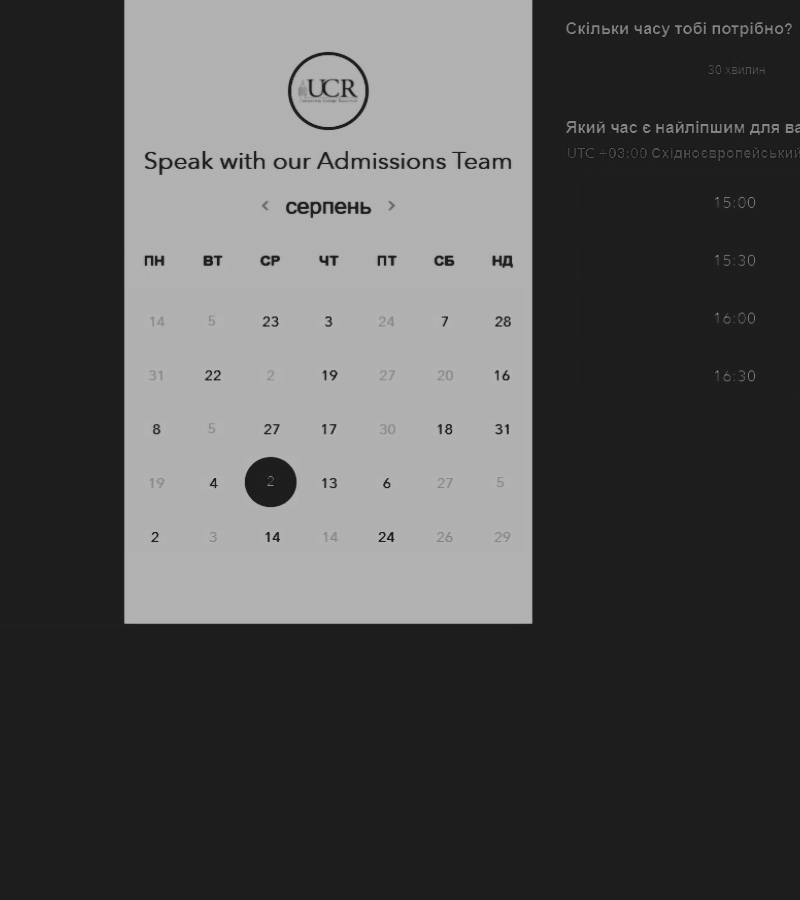 UCR
Speak with our Admissions Team
< серпень >
ПН ВТ СР ЧТ ПТ СБ НД
14 5 23 3 24 7 28
31 22 2 19 27 20 16
8 5 27 17 30 18 31
19 4 2 13 6 27 5
2 3 14 14 24 26 29
Скільки часу тобі потрібно?
30 хвилин
Який час є найліпшим для ва
UTC +03:00 Східноєвропейський
15:00
15:30
16:00
16:30